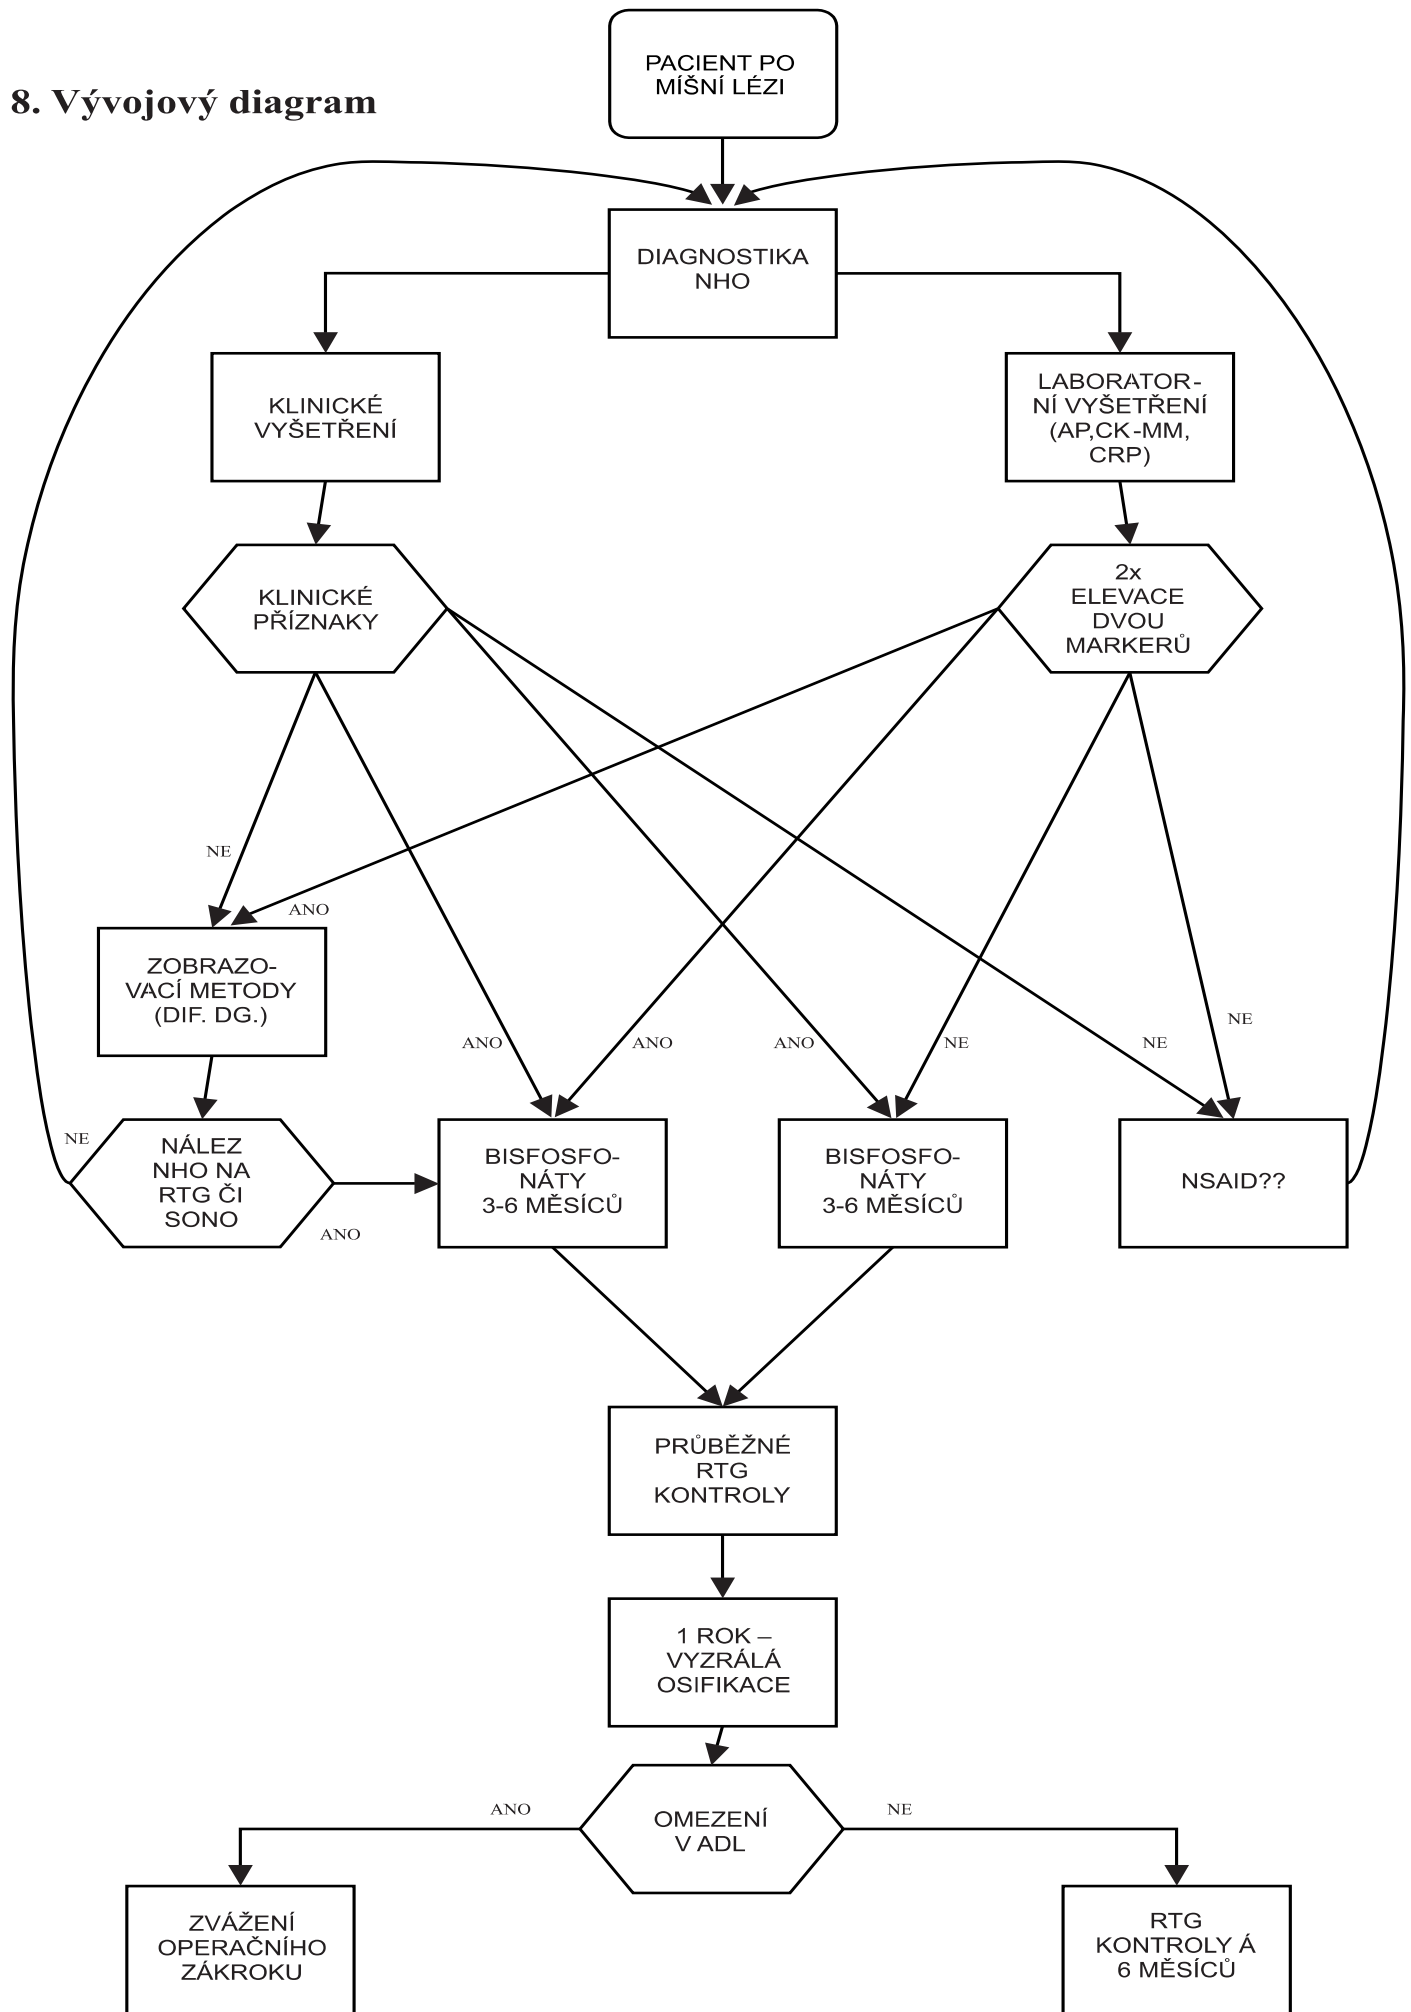 PACIENT PO
MÍŠNÍ LÉZI
8. Vývojový diagram
DIAGNOSTIKA
NHO
KLINICKÉ
VYŠETŘENÍ
LABORATOR-
NÍ VYŠETŘENÍ
(AP,CK-MM,
CRP)
KLINICKÉ
PŘÍZNAKY
2x
ELEVACE
DVOU
MARKERŮ
NE
ANO
ZOBRAZO-
VACÍ METODY
(DIF. DG.)
ANO
ANO
ANO
NE
NE
NE
NE
NÁLEZ
NHO NA
RTG ČI
SONO
ANO
BISFOSFO-
NÁTY
3-6 MĚSÍCŮ
BISFOSFO-
NÁTY
3-6 MĚSÍCŮ
NSAID??
PRŮBĚŽNÉ
RTG
KONTROLY
1 ROK –
VYZRÁLÁ
OSIFIKACE
ANO
OMEZENÍ
V ADL
NE
ZVÁŽENÍ
OPERAČNÍHO
ZÁKROKU
RTG
KONTROLY Á
6 MĚSÍCŮ